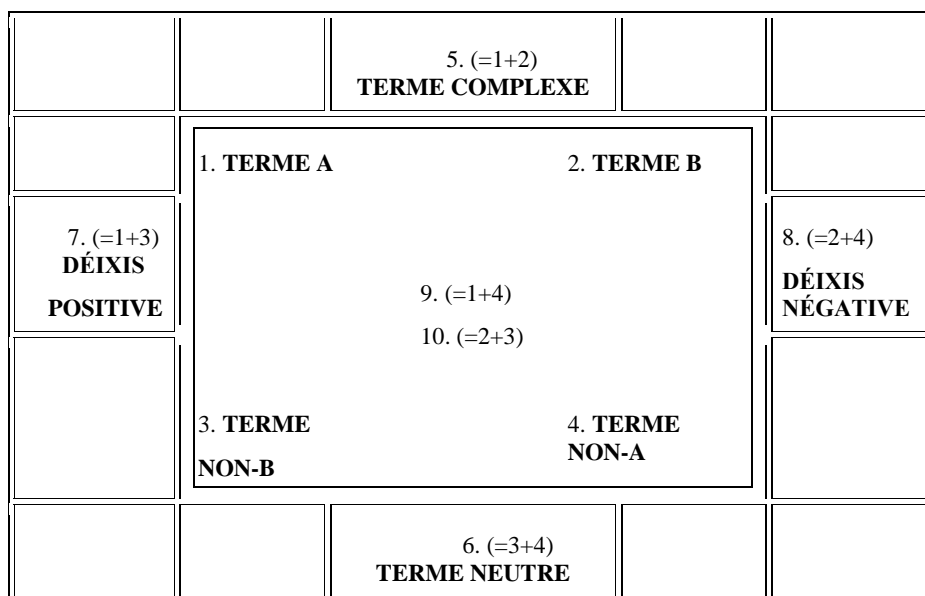 5. (=1+2)
TERME COMPLEXE
1. TERME A
2. TERME B
7. (=1+3)
DÉIXIS
POSITIVE
9. (=1+4)
10. (=2+3)
8. (=2+4)
DÉIXIS
NÉGATIVE
3. TERME
NON-B
4. TERME
NON-A
6. (=3+4)
TERME NEUTRE